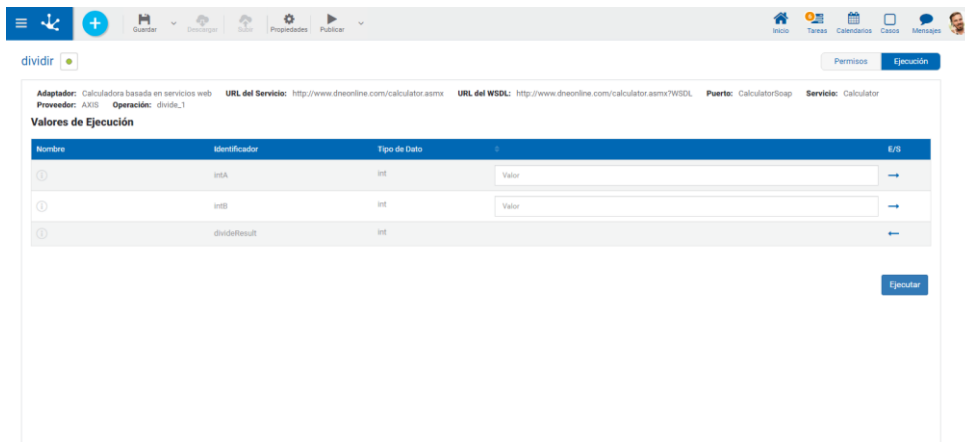 Guardar Descargar Subir Propiedades Publicar Inicio Tareas Calendarios Casos Mensajes
dividir Permisos Ejecución
Adaptador: Calculadora basada en servicios web URL del Servicio: http://www.dneonline.com/calculator.asmx URL del WSDL: http://www.dneonline.com/calculator.asmx?WSDL Puerto: CalculatorSoap Servicio: Calculator
Proveedor: AXIS Operación: divide_1
Valores de Ejecución
Nombre Identificador Tipo de Dato E/S
intA int Valor
intB int Valor
divideResult int
Ejecutar